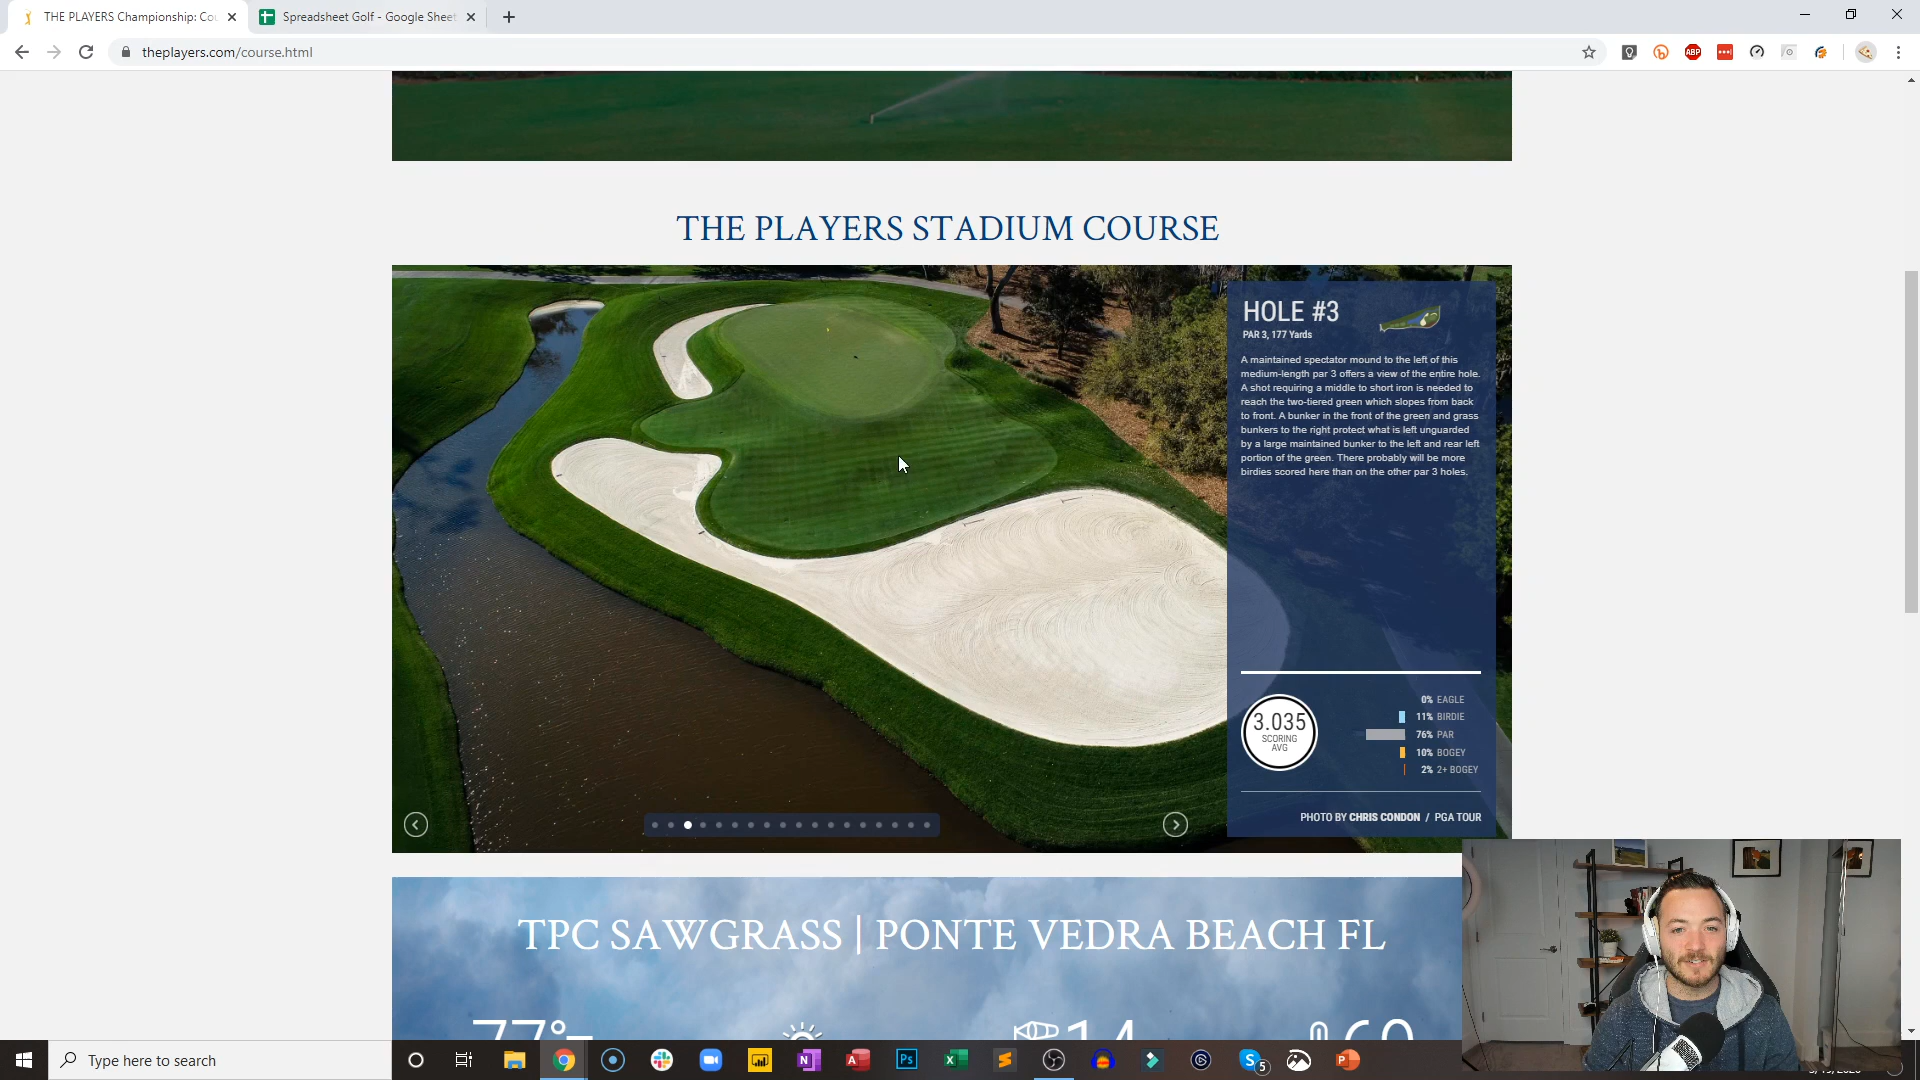 THE PLAYERS Championship: Cou
Spreadsheet Golf - Google Sheet
theplayers.com/course.html
ABP
THE PLAYERS STADIUM COURSE
HOLE #3
PAR 3, 177 Yards
A maintained spectator mound to the left of this
medium-length par 3 offers a view of the entire hole.
A shot requiring a middle to short iron is needed to
reach the two-tiered green which slopes from back
to front. A bunker in the front of the green and grass
bunkers to the right protect what is left unguarded
by a large maintained bunker to the left and rear left
portion of the green. There probably will be more
birdies scored here than on the other par 3 holes.
3.035
SCORING
AVG
0% EAGLE
11% BIRDIE
76% PAR
10% BOGEY
2% 2+ BOGEY
PHOTO BY CHRIS CONDON / PGA TOUR
TPC SAWGRASS | PONTE VEDRA BEACH FL
Type here to search
N
A
Ps
X
S
5
P